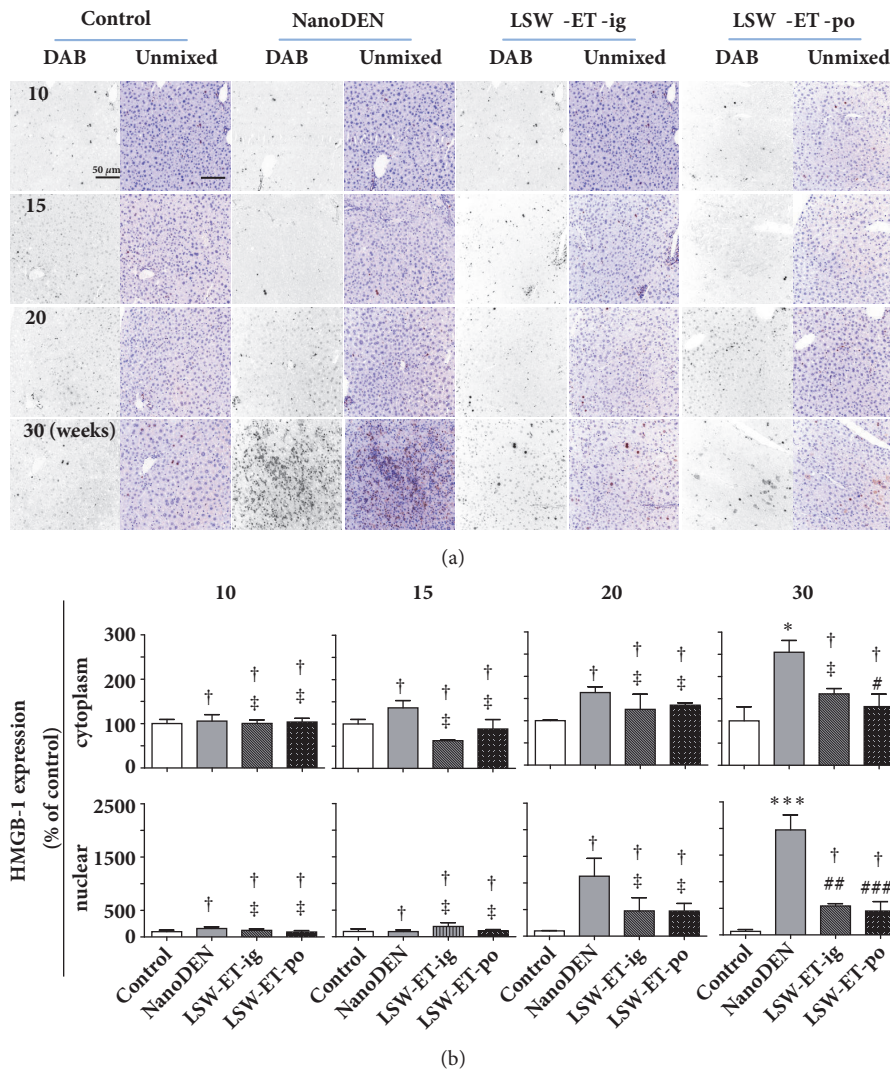 Control NanoDEN LSW -ET -ig LSW -ET -po
DAB Unmixed DAB Unmixed DAB Unmixed DAB Unmixed
10
50 µm
15
20
30 (weeks)
(a)
10 15 20 30
HMGB-1 expression
(% of control)
cytoplasm
300
200
100
0
† † ‡ † ‡
† † ‡ † ‡
† † ‡ † ‡
* † ‡ † #
nuclear
2500
1500
500
0
† † ‡ † ‡
† † ‡ † ‡
† † ‡ † ‡
*** † ## † ###
Control NanoDEN LSW-ET-ig LSW-ET-po Control NanoDEN LSW-ET-ig LSW-ET-po Control NanoDEN LSW-ET-ig LSW-ET-po Control NanoDEN LSW-ET-ig LSW-ET-po
(b)